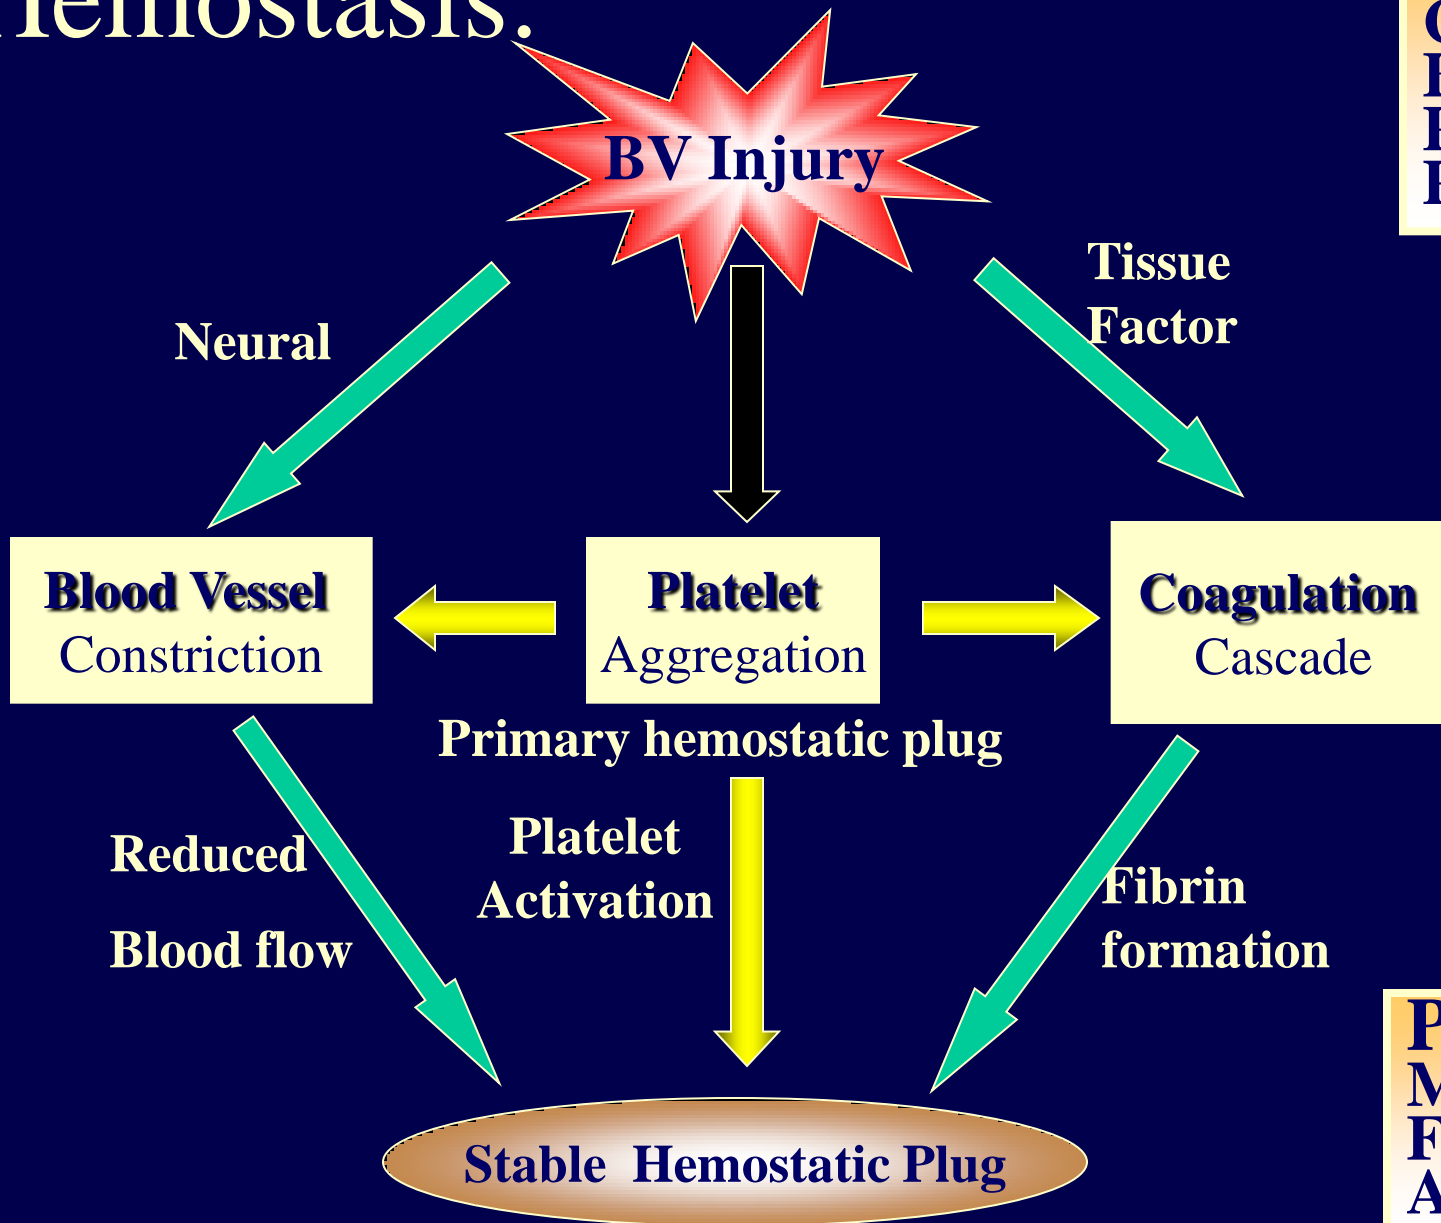 Hemostasis:
BV Injury
Tissue
Factor
Neural
Blood Vessel
Constriction
Platelet
Aggregation
Coagulation
Cascade
Primary hemostatic plug
Platelet
Activation
Reduced
Blood flow
Fibrin
formation
P
M
F
A
Stable Hemostatic Plug